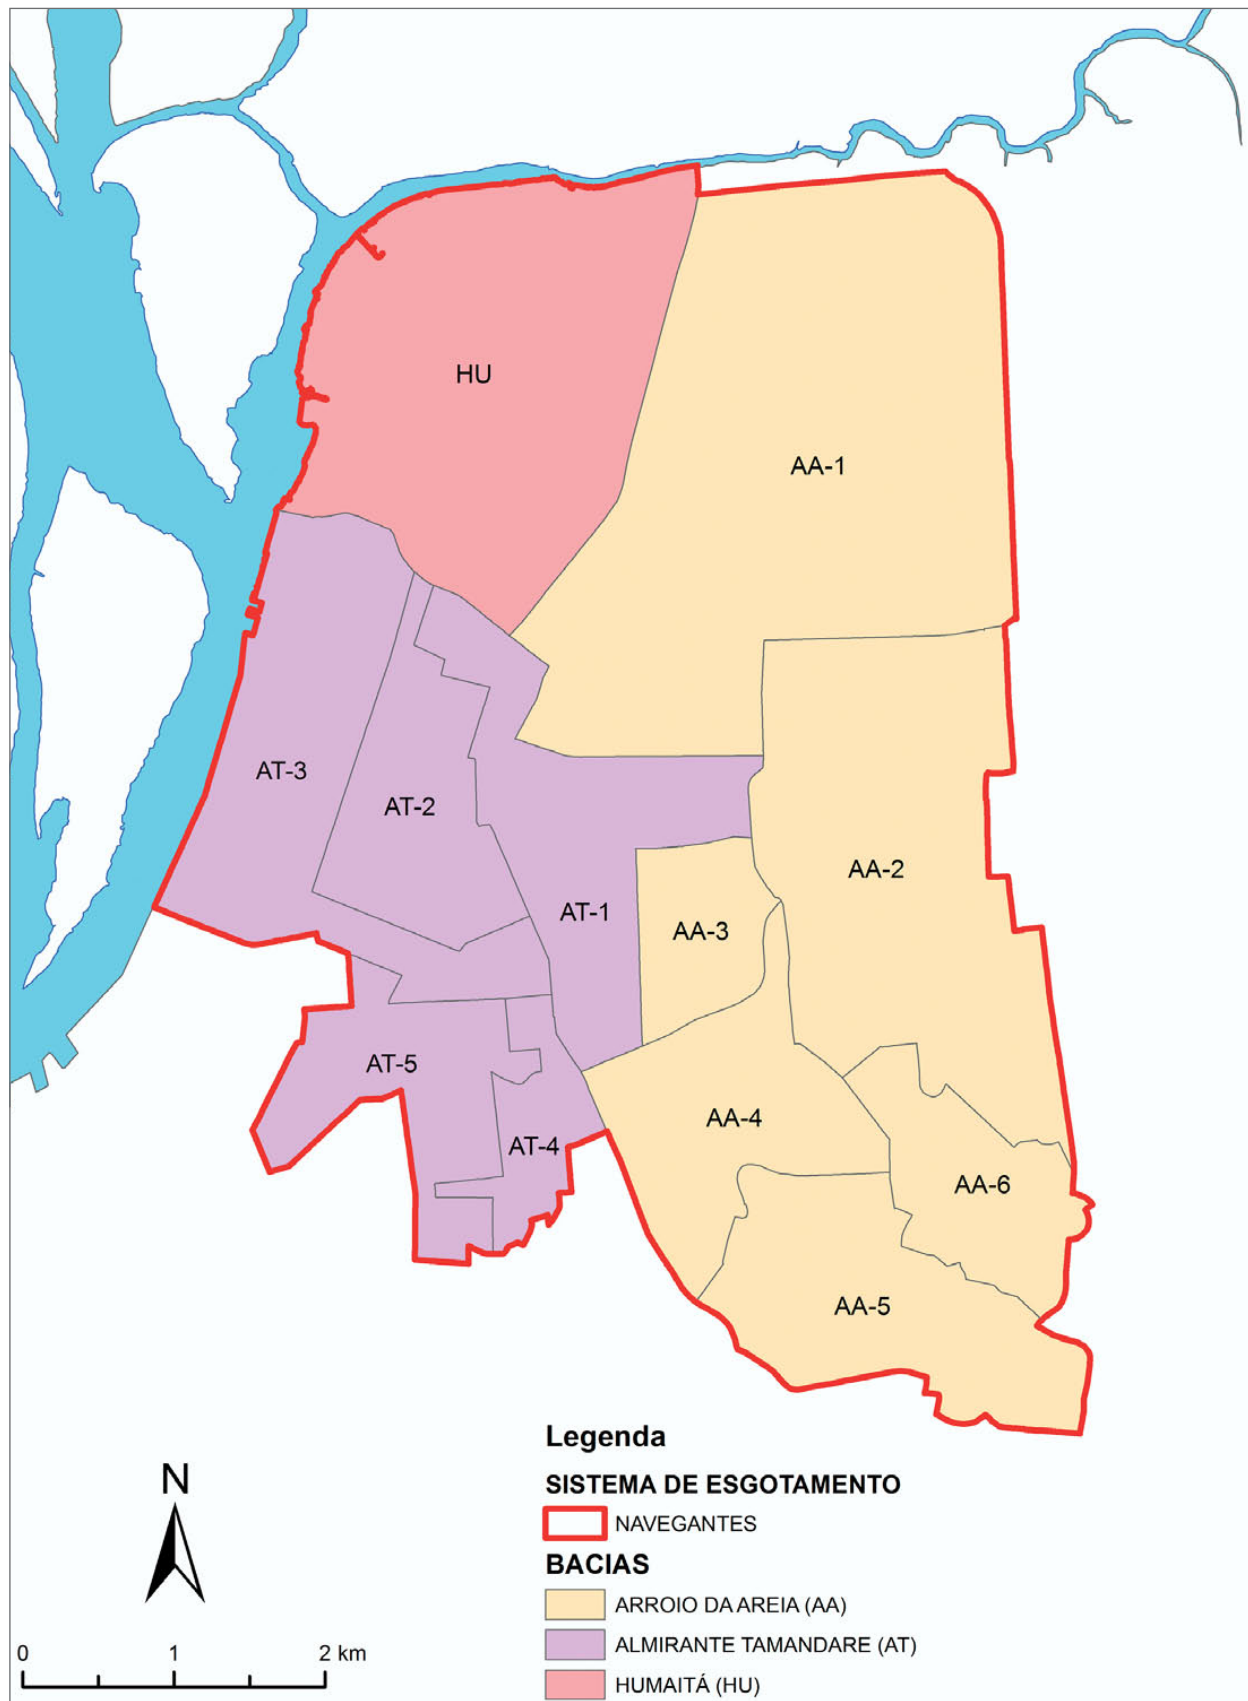 HU
AA-1
AT-3
AT-2
AA-2
AT-1
AA-3
AT-5
AA-4
AT-4
AA-6
AA-5
Legenda
SISTEMA DE ESGOTAMENTO
NAVEGANTES
BACIAS
ARROIO DA AREIA (AA)
ALMIRANTE TAMANDARE (AT)
HUMAITÁ (HU)
N
0 1 2 km